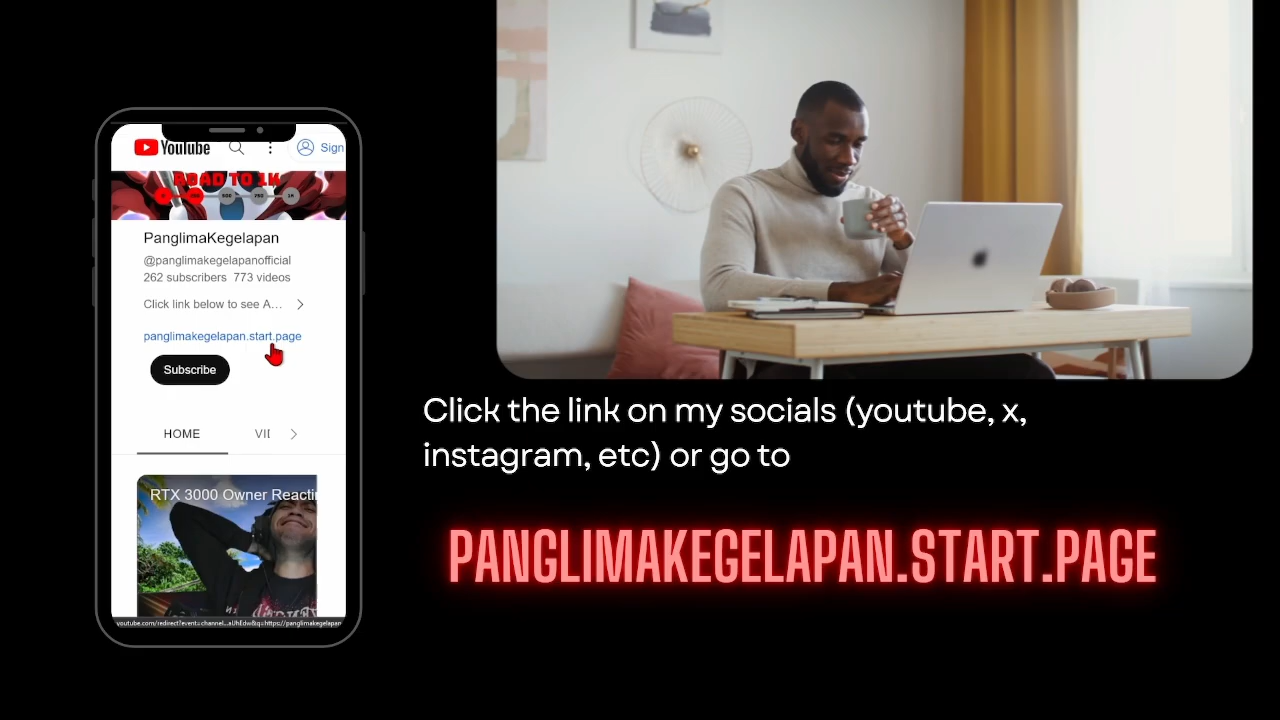 YouTube
Sign
ROAD TO 1K
PanglimaKegelapan
@panglimakegelapanofficial
262 subscribers 773 videos
Click link below to see A...
panglimakegelapan.start.page
Subscribe
HOME
RTX 3000 Owner Reactin
Click the link on my socials (youtube, x,
instagram, etc) or go to
PANGLIMAKEGELAPAN.START.PAGE